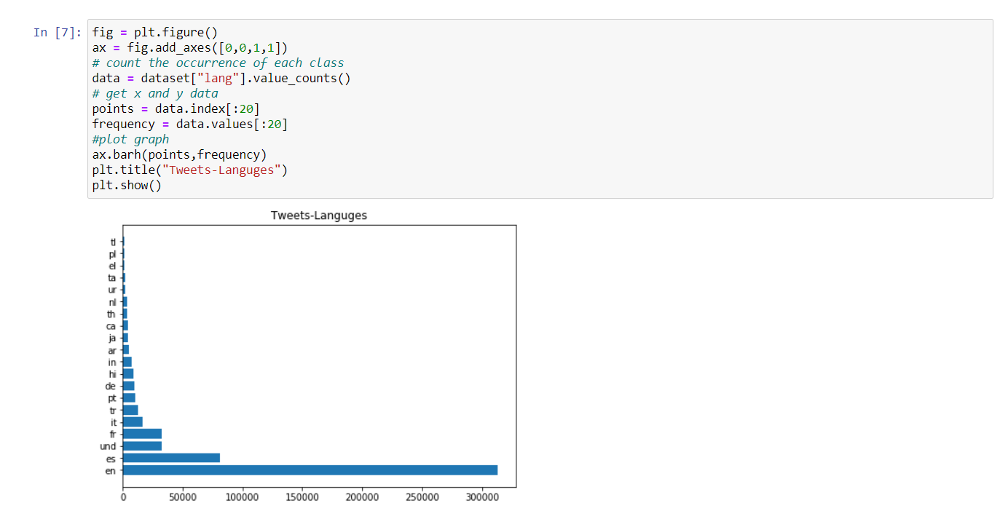 In [7]: fig = plt.figure()
ax = fig.add_axes([0,0,1,1])
# count the occurrence of each class
data = dataset["lang"].value_counts()
# get x and y data
points = data.index[:20]
frequency = data.values[:20]
#plot graph
ax.barh(points,frequency)
plt.title("Tweets-Languges")
plt.show()
Tweets-Languges
tl
pl
el
ta
ur
nl
th
ca
ja
ar
in
hi
de
pt
tr
it
fr
und
es
en
0 50000 100000 150000 200000 250000 300000